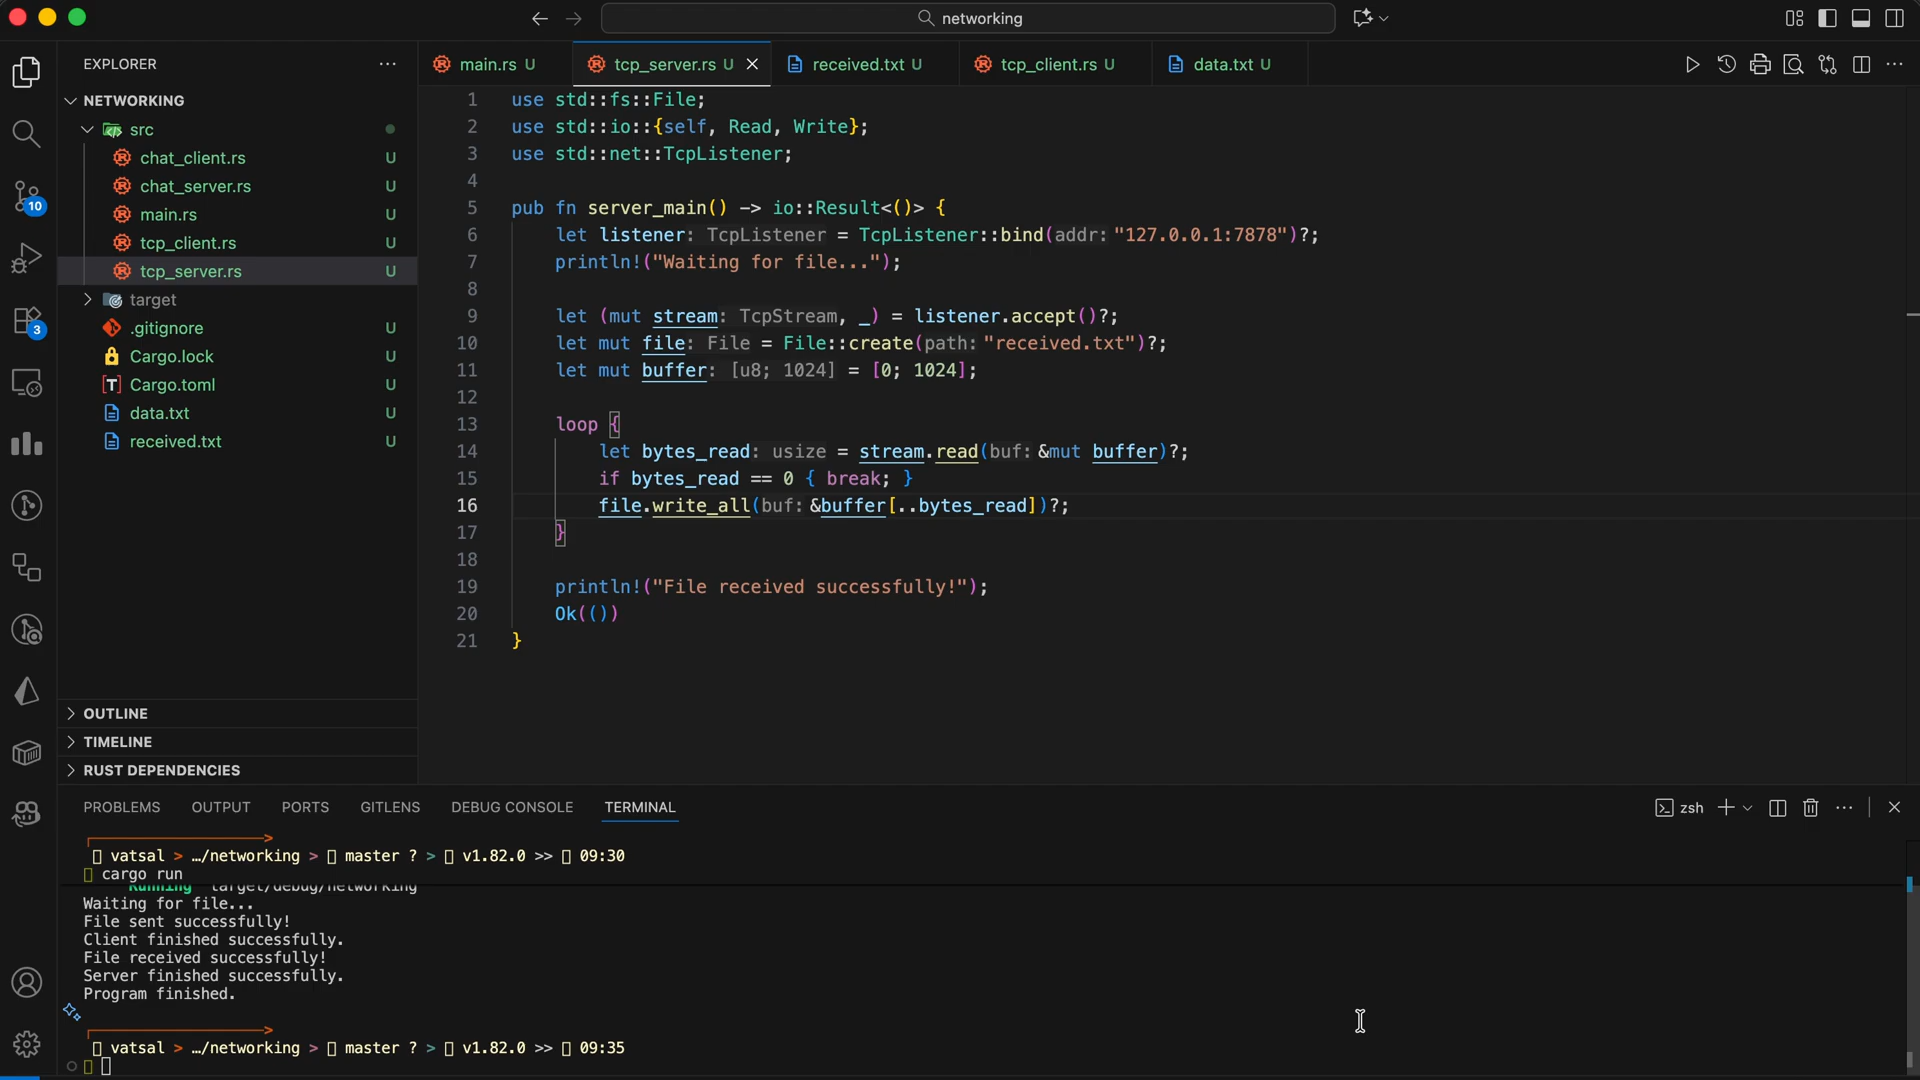 networking
EXPLORER
NETWORKING
src
chat_client.rs U
chat_server.rs U
main.rs U
tcp_client.rs U
tcp_server.rs U
target
.gitignore U
Cargo.lock U
Cargo.toml U
data.txt U
received.txt U
10
3
OUTLINE
TIMELINE
RUST DEPENDENCIES
main.rs U
tcp_server.rs U
received.txt U
tcp_client.rs U
data.txt U
1 use std::fs::File;
2 use std::io::{self, Read, Write};
3 use std::net::TcpListener;
4
5 pub fn server_main() -> io::Result<()> {
6 let listener: TcpListener = TcpListener::bind(addr: "127.0.0.1:7878")?;
7 println!("Waiting for file...");
8
9 let (mut stream: TcpStream, _) = listener.accept()?;
10 let mut file: File = File::create(path: "received.txt")?;
11 let mut buffer: [u8; 1024] = [0; 1024];
12
13 loop {
14 let bytes_read: usize = stream.read(buf: &mut buffer)?;
15 if bytes_read == 0 { break; }
16 file.write_all(buf: &buffer[..bytes_read])?;
17 }
18
19 println!("File received successfully!");
20 Ok(())
21 }
PROBLEMS OUTPUT PORTS GITLENS DEBUG CONSOLE TERMINAL
zsh
vatsal > …/networking > master ? > v1.82.0 >> 09:30
cargo run
Running `target/debug/networking`
Waiting for file...
File sent successfully!
Client finished successfully.
File received successfully!
Server finished successfully.
Program finished.
vatsal > …/networking > master ? > v1.82.0 >> 09:35